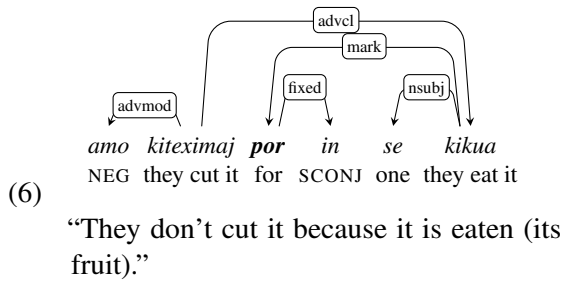 advcl
mark
advmod fixed nsubj
amo kiteximaj por in se kikua
NEG they cut it for SCONJ one they eat it
(6)
“They don’t cut it because it is eaten (its
fruit).”